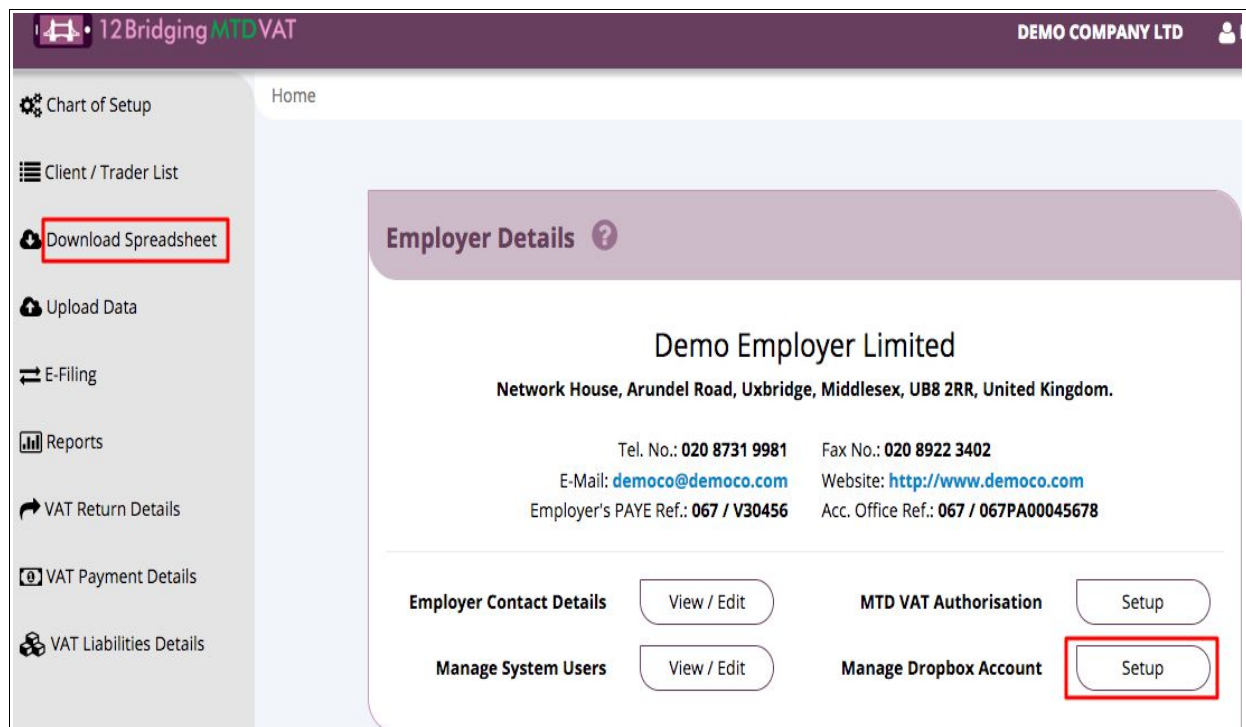 12BridgingMTDVAT
DEMO COMPANY LTD
Chart of Setup
Client / Trader List
Download Spreadsheet
Upload Data
E-Filing
Reports
VAT Return Details
VAT Payment Details
VAT Liabilities Details
Home
Employer Details ?
Demo Employer Limited
Network House, Arundel Road, Uxbridge, Middlesex, UB8 2RR, United Kingdom.
Tel. No.: 020 8731 9981 Fax No.: 020 8922 3402
E-Mail: democo@democo.com Website: http://www.democo.com
Employer's PAYE Ref.: 067 / V30456 Acc. Office Ref.: 067 / 067PA00045678
Employer Contact Details View / Edit MTD VAT Authorisation Setup
Manage System Users View / Edit Manage Dropbox Account Setup